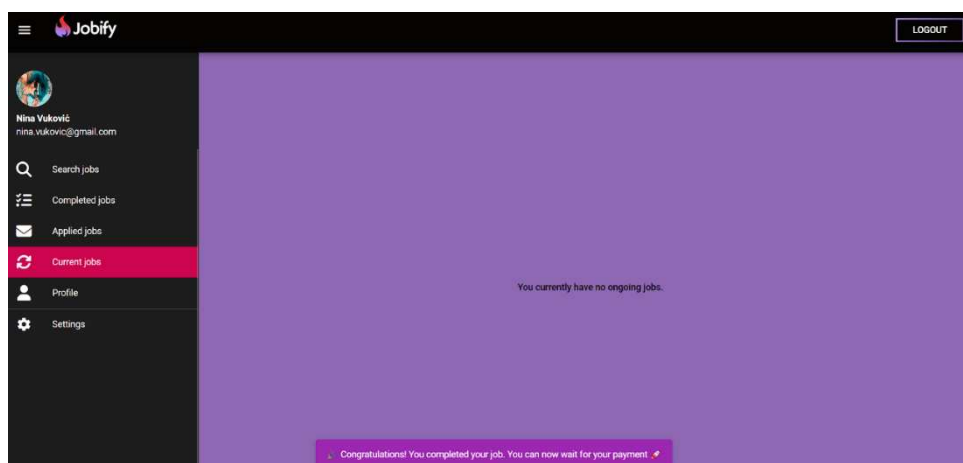 Jobify
LOGOUT
Nina Vuković
nina.vukovic@gmail.com
Search jobs
Completed jobs
Applied jobs
Current jobs
Profile
Settings
You currently have no ongoing jobs.
Congratulations! You completed your job. You can now wait for your payment 🚀